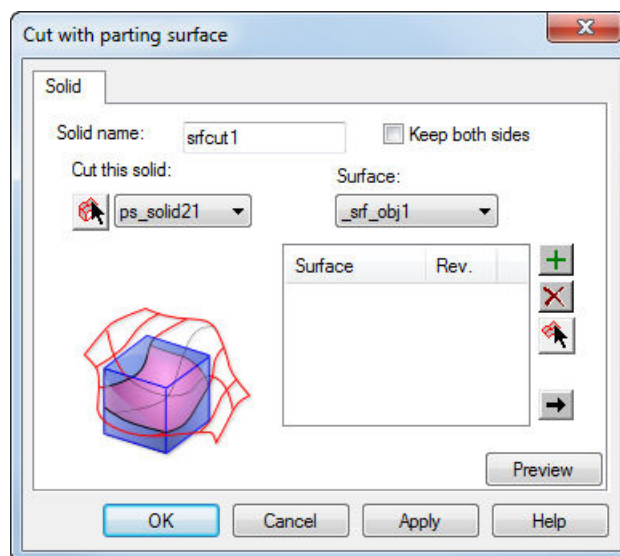 Cut with parting surface
Solid
Solid name: srfcut1 Keep both sides
Cut this solid:
Surface:
ps_solid21 _srf_obj1
Surface Rev.
Preview
OK Cancel Apply Help